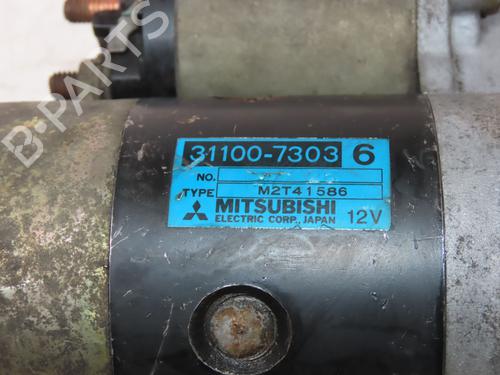 B-PARTS
31100-7303 6
NO.
TYPE M2T41586
MITSUBISHI
ELECTRIC CORP., JAPAN 12V